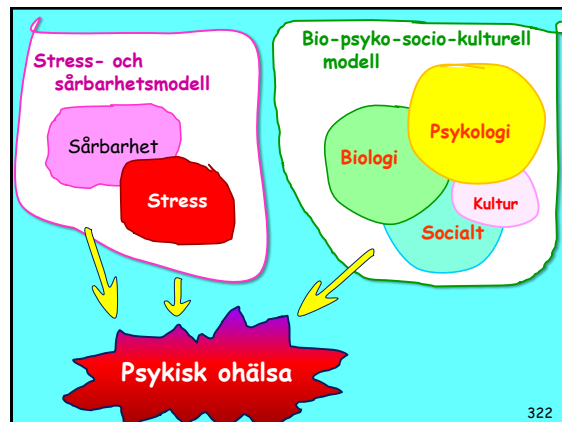 Stress- och
sårbarhetsmodell
Sårbarhet
Stress
Bio-psyko-socio-kulturell
modell
Psykologi
Biologi
Kultur
Socialt
Psykisk ohälsa
322